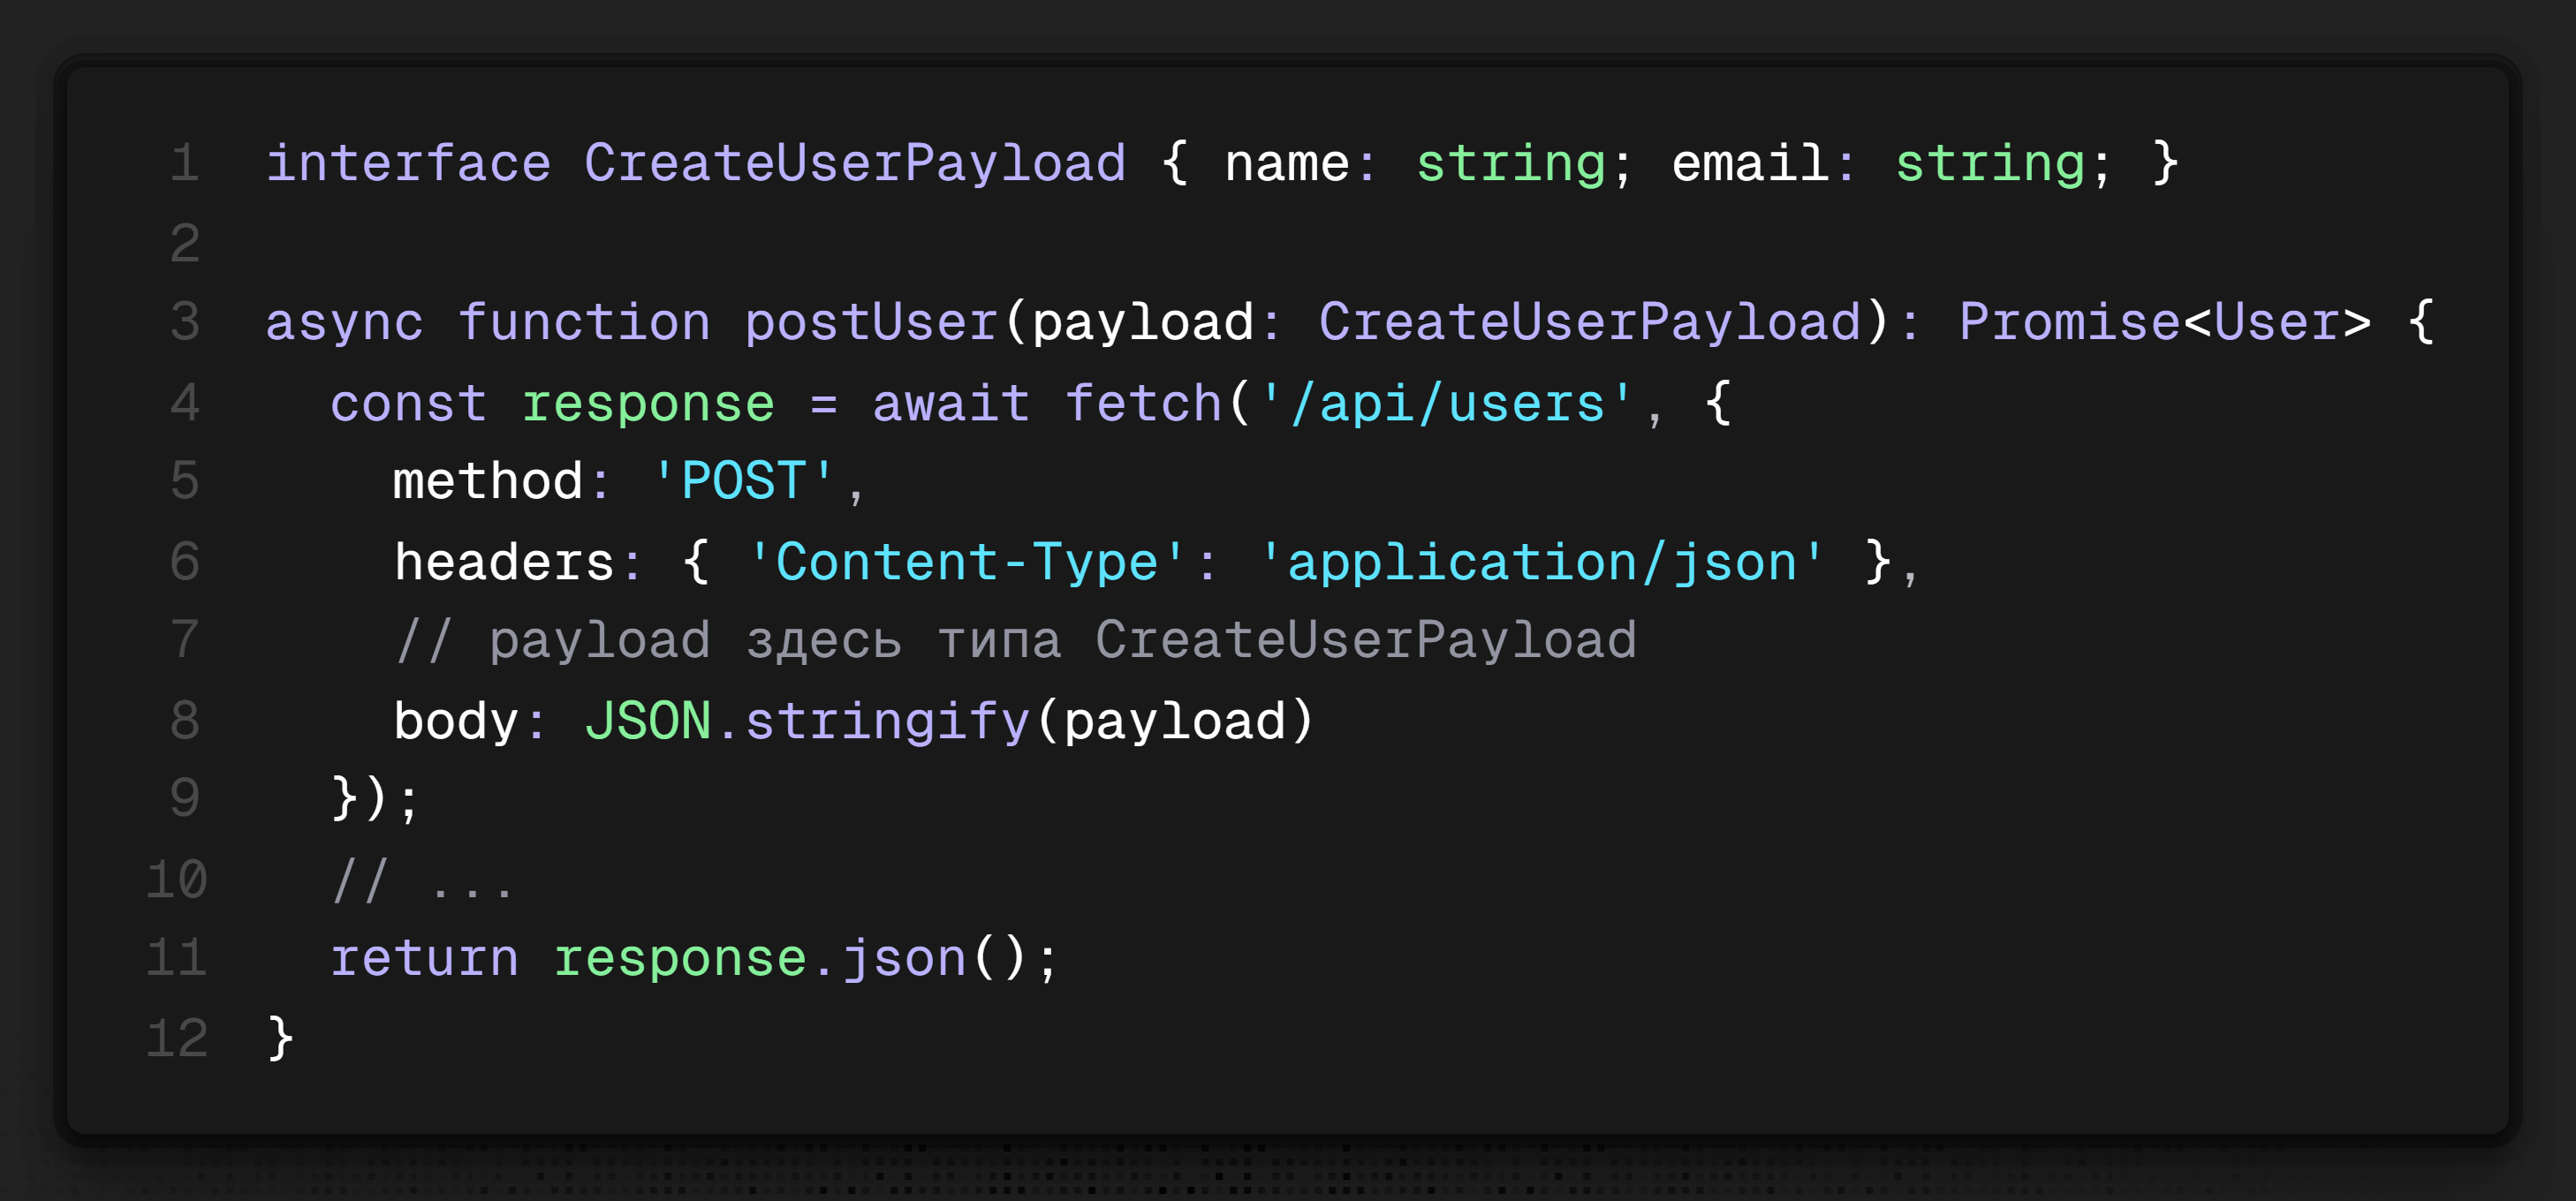 1 interface CreateUserPayload { name: string; email: string; }
2
3 async function postUser(payload: CreateUserPayload): Promise<User> {
4 const response = await fetch('/api/users', {
5 method: 'POST',
6 headers: { 'Content-Type': 'application/json' },
7 // payload здесь типа CreateUserPayload
8 body: JSON.stringify(payload)
9 });
10 // ...
11 return response.json();
12 }